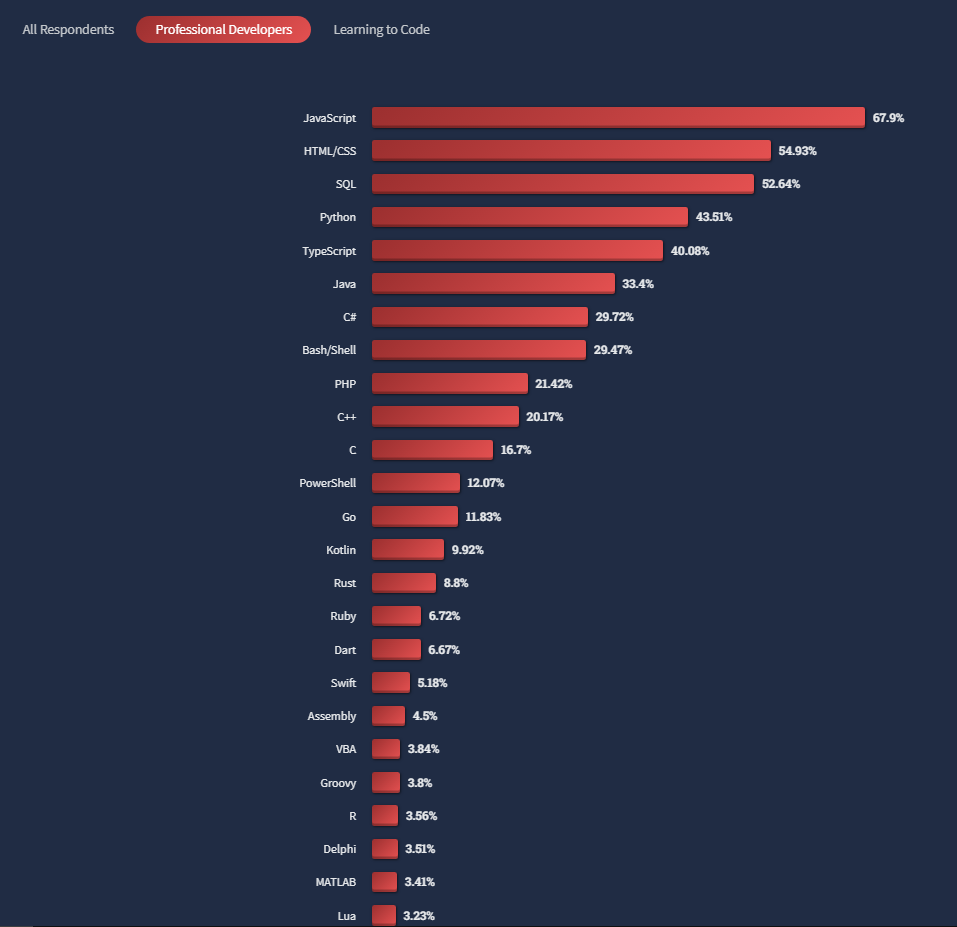 All Respondents Professional Developers Learning to Code
JavaScript 67.9%
HTML/CSS 54.93%
SQL 52.64%
Python 43.51%
TypeScript 40.08%
Java 33.4%
C# 29.72%
Bash/Shell 29.47%
PHP 21.42%
C++ 20.17%
C 16.7%
PowerShell 12.07%
Go 11.83%
Kotlin 9.92%
Rust 8.8%
Ruby 6.72%
Dart 6.67%
Swift 5.18%
Assembly 4.5%
VBA 3.84%
Groovy 3.8%
R 3.56%
Delphi 3.51%
MATLAB 3.41%
Lua 3.23%